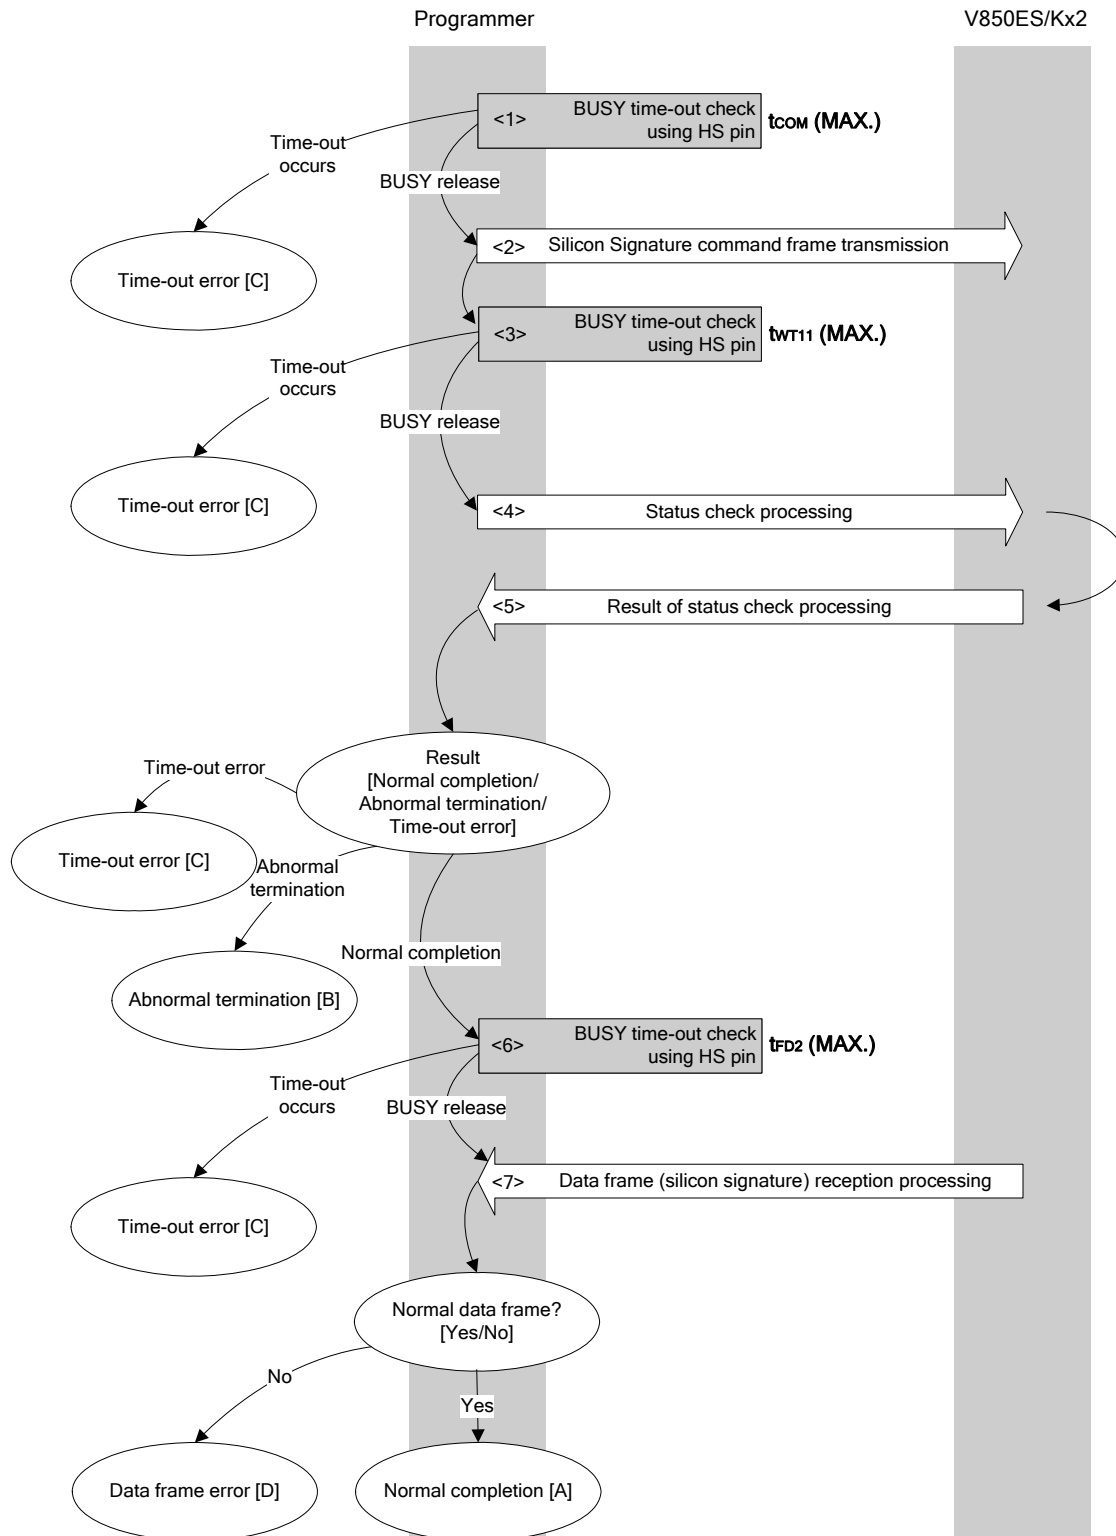 Programmer
V850ES/Kx2
<1>
BUSY time-out check
using HS pin
tCOM (MAX.)
Time-out
occurs
BUSY release
<2>
Silicon Signature command frame transmission
Time-out error [C]
<3>
BUSY time-out check
using HS pin
tWT11 (MAX.)
Time-out
occurs
BUSY release
Time-out error [C]
<4>
Status check processing
<5>
Result of status check processing
Result
[Normal completion/
Abnormal termination/
Time-out error]
Time-out error
Time-out error [C]
Abnormal
termination
Normal completion
Abnormal termination [B]
<6>
BUSY time-out check
using HS pin
tFD2 (MAX.)
Time-out
occurs
BUSY release
<7>
Data frame (silicon signature) reception processing
Time-out error [C]
Normal data frame?
[Yes/No]
No
Yes
Data frame error [D]
Normal completion [A]